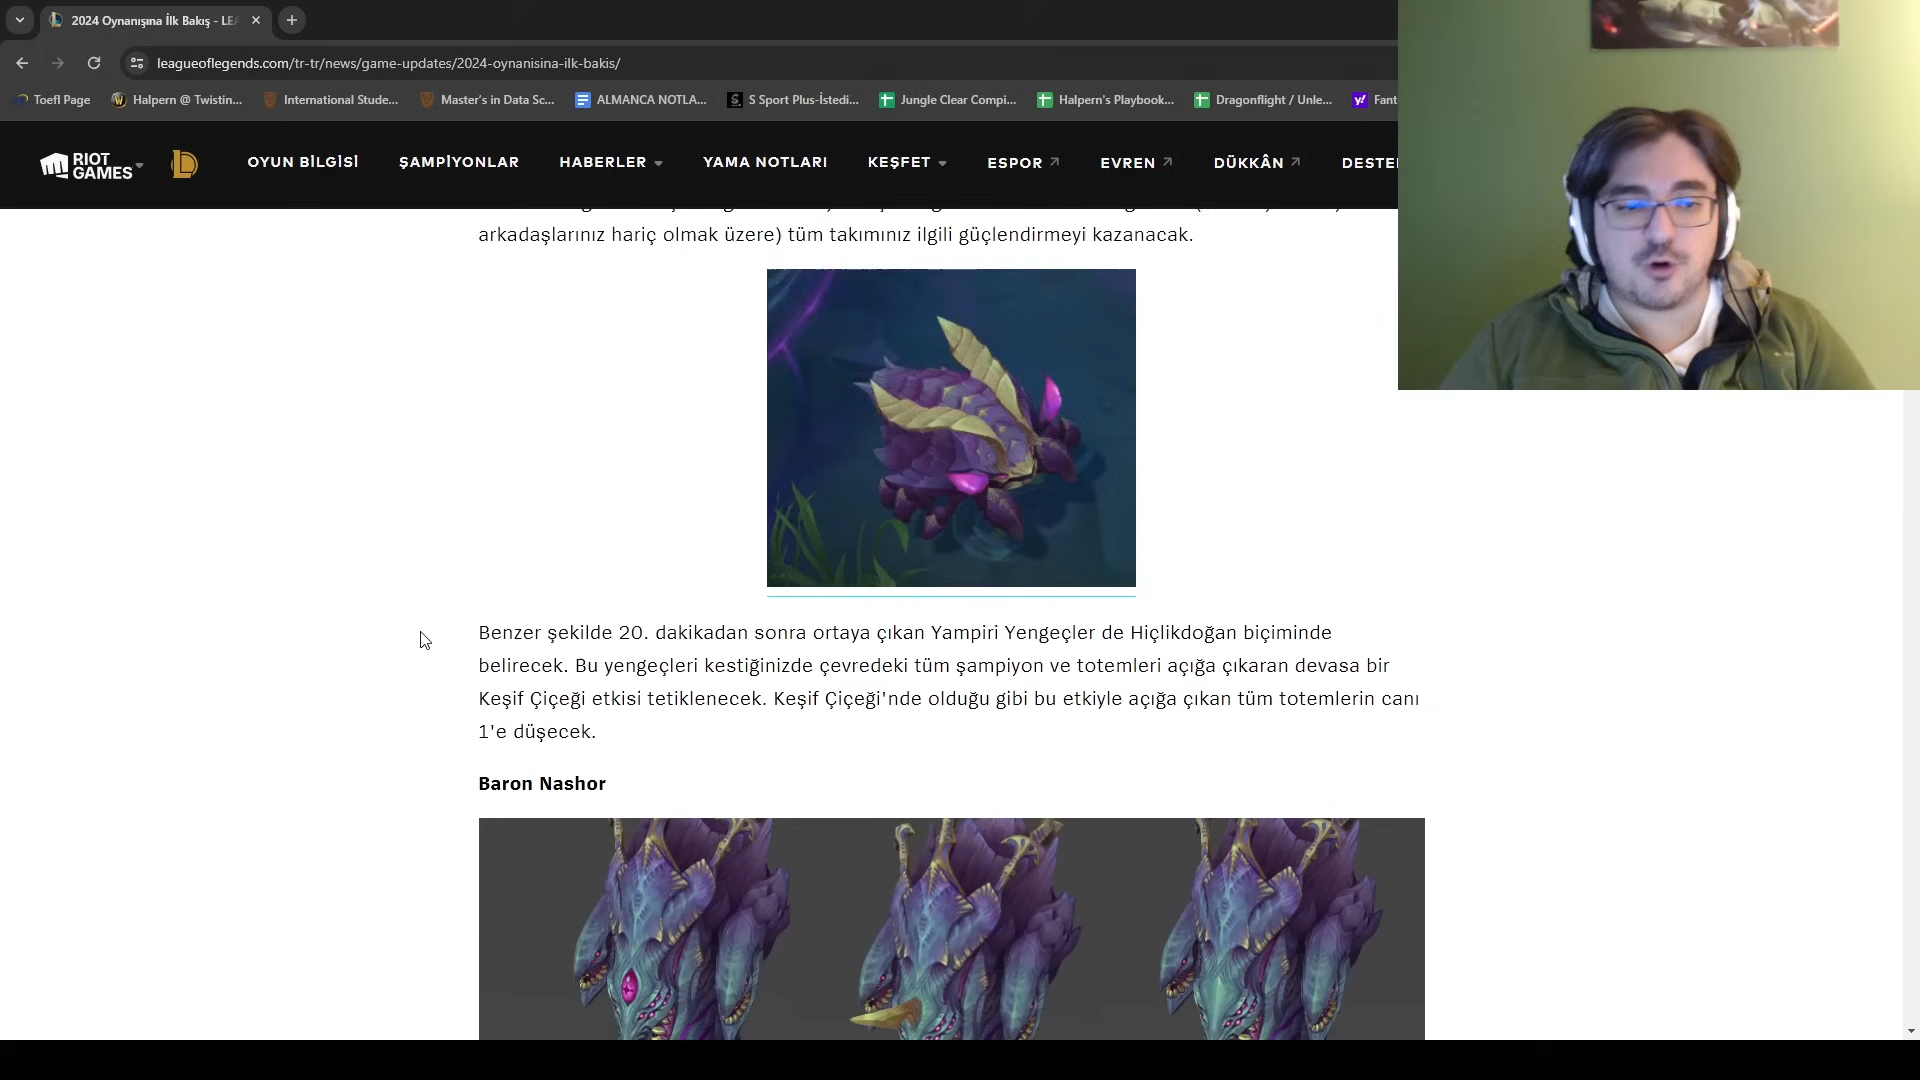 2024 Oynanışına İlk Bakış - LEA
leagueoflegends.com/tr-tr/news/game-updates/2024-oynanisina-ilk-bakis/
Toefl Page
Halpern @ Twistin...
International Stude...
Master's in Data Sc...
ALMANCA NOTLA...
S Sport Plus-İstedi...
Jungle Clear Compi...
Halpern's Playbook...
Dragonflight / Unle...
Fant
RIOT GAMES
OYUN BİLGİSİ
ŞAMPİYONLAR
HABERLER
YAMA NOTLARI
KEŞFET
ESPOR
EVREN
DÜKKÂN
DESTE
arkadaşlarınız hariç olmak üzere) tüm takımınız ilgili güçlendirmeyi kazanacak.
Benzer şekilde 20. dakikadan sonra ortaya çıkan Yampiri Yengeçler de Hiçlikdoğan biçiminde
belirecek. Bu yengeçleri kestiğinizde çevredeki tüm şampiyon ve totemleri açığa çıkaran devasa bir
Keşif Çiçeği etkisi tetiklenecek. Keşif Çiçeği'nde olduğu gibi bu etkiyle açığa çıkan tüm totemlerin canı
1'e düşecek.
Baron Nashor